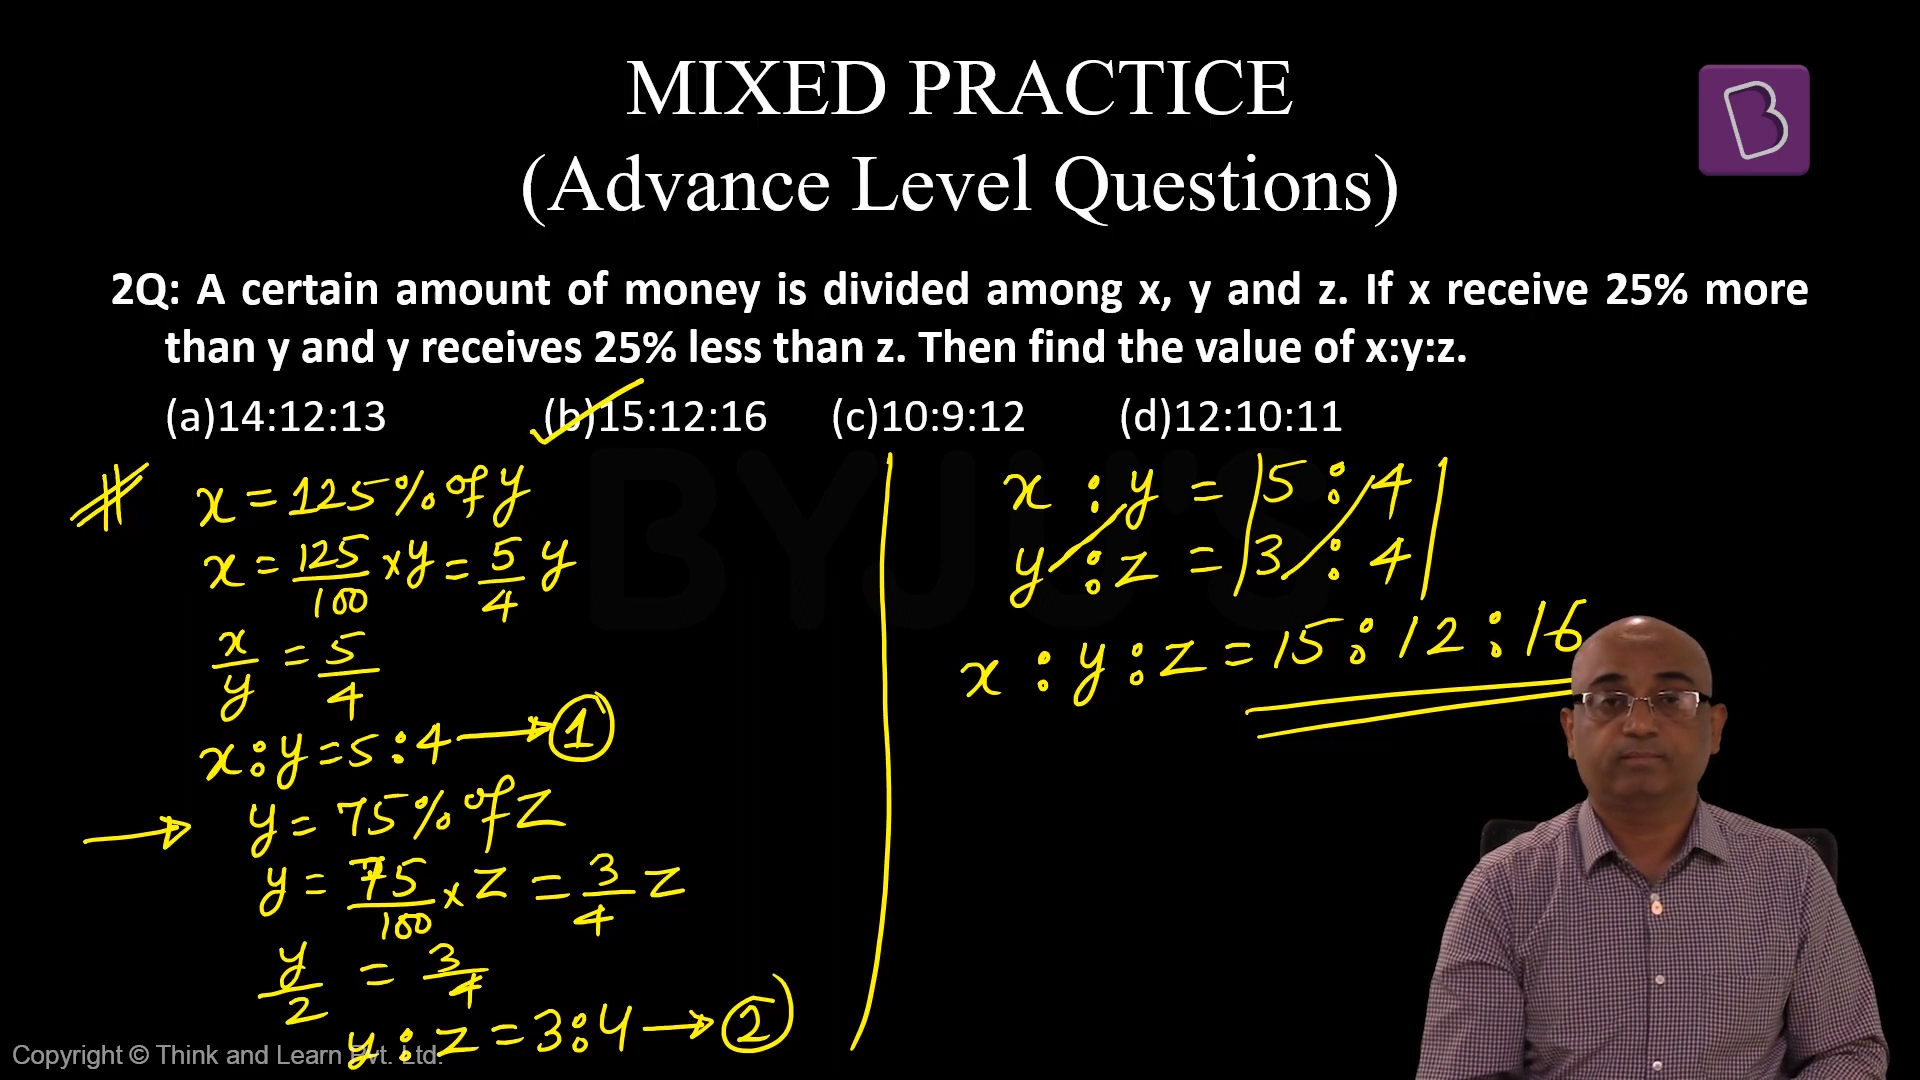 MIXED PRACTICE
(Advance Level Questions)
2Q: A certain amount of money is divided among x, y and z. If x receive 25% more
than y and y receives 25% less than z. Then find the value of x:y:z.
(a)14:12:13 (b)15:12:16 (c)10:9:12 (d)12:10:11
x = 125% of y
x = 125/100 × y = 5/4 y
x/y = 5/4
x:y = 5:4 → 1
→ y = 75% of z
y = 75/100 × z = 3/4 z
y/z = 3/4
y:z = 3:4 → 2
x : y = 5 : 4
y : z = 3 : 4
x : y : z = 15 : 12 : 16
BYJU'S
B
Copyright © Think and Learn Pvt. Ltd.